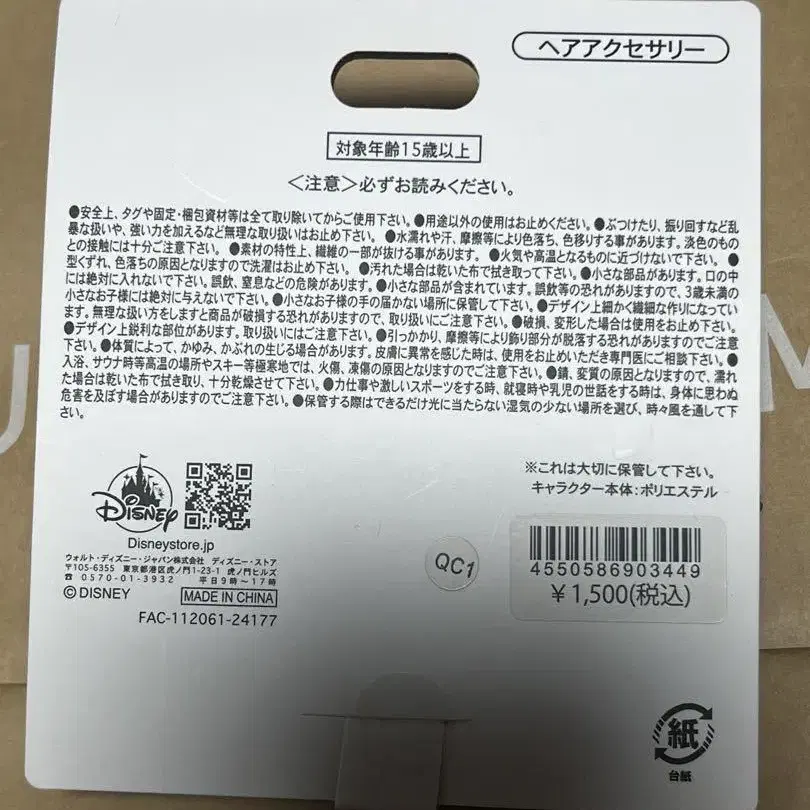 ヘアアクセサリー
対象年齢15歳以上
＜注意＞必ずお読みください。
●安全上、タグや固定・梱包資材等は全て取り除いてからご使用下さい。●用途以外の使用はお止めください。●ぶつけたり、振り回すなど乱
暴な扱いや、強い力を加えるなど無理な取り扱いはお止め下さい。●水濡れや汗、摩擦等により色落ち、色移りする事があります。淡色のもの
との接触には十分ご注意下さい。●素材の特性上、繊維の一部が抜ける事があります。●火気や高温となるものに近づけないで下さい。●
型くずれ、色落ちの原因となりますので洗濯はお止め下さい。●汚れた場合は乾いた布で拭き取って下さい。●小さな部品があります。口の中
には絶対に入れないで下さい。誤飲、窒息などの危険があります。●小さな部品が含まれています。誤飲等の恐れがありますので、3歳未満の
小さなお子様には絶対に与えないで下さい。●小さなお子様の手の届かない場所に保管して下さい。●デザイン上細かく繊細な作りになってい
ます。無理な扱い方をしますと商品が破損する恐れがありますので、取り扱いにご注意下さい。●破損、変形した場合は使用をお止め下さい。
●デザイン上鋭利な部位があります。取り扱いにはご注意下さい。●引っかかり、摩擦等により飾り部分が脱落する恐れがありますのでご注意
下さい。●体質によって、かゆみ、かぶれの生じる場合があります。皮膚に異常を感じた時は、使用をお止めいただき専門医にご相談下さい。●
入浴、サウナ時等高温の場所やスキー等極寒地では、火傷、凍傷の原因となりますのでご注意下さい。●錆、変質の原因となりますので、濡れ
た場合は乾いた布で拭き取り、十分乾燥させて下さい。●力仕事や激しいスポーツをする時、就寝時や乳児の世話をする時は、身体に思わぬ
危害を及ぼす場合がありますのでご注意下さい。●保管する際はできるだけ光に当たらない湿気の少ない場所を選び、時々風を通して下
さい。
※これは大切に保管して下さい。
キャラクター本体：ポリエステル
Disney
Disneystore.jp
ウォルト・ディズニー・ジャパン株式会社 ディズニー・ストア
〒105-6355 東京都港区虎ノ門1-23-1 虎ノ門ヒルズ
☎ 0570-01-3932 平日9時〜17時
©DISNEY MADE IN CHINA
FAC-112061-24177
QC1
4550586903449
¥1,500(税込)
紙
台紙
U
M